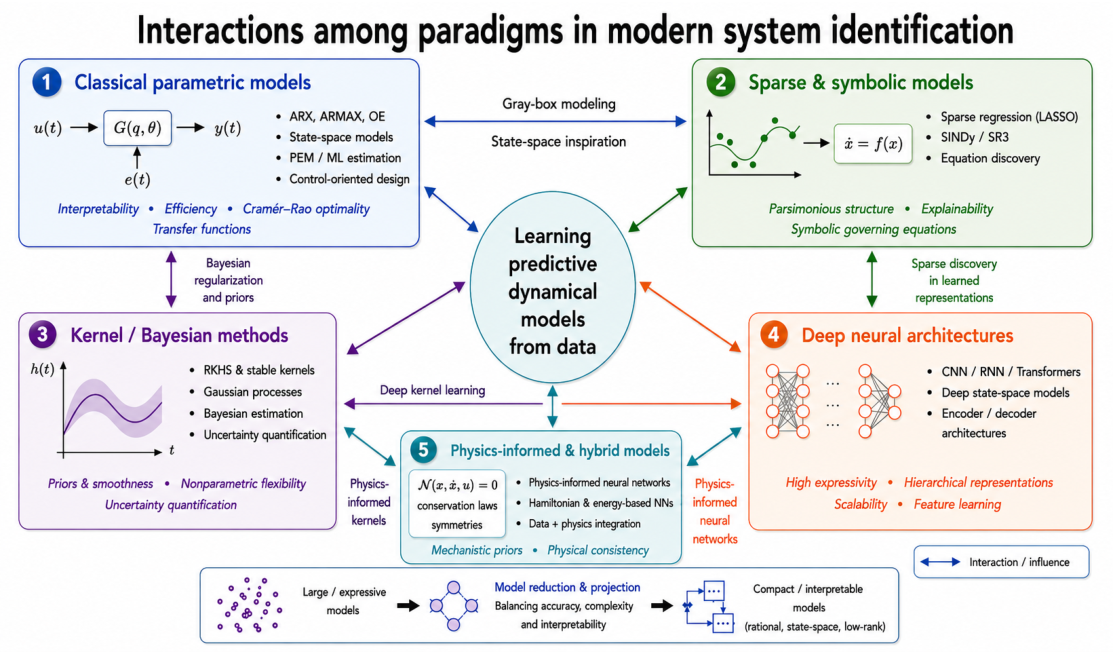 Interactions among paradigms in modern system identification
1 Classical parametric models
u(t) → G(q, θ) → y(t)
e(t)
• ARX, ARMAX, OE
• State-space models
• PEM / ML estimation
• Control-oriented design
Interpretability • Efficiency • Cramér–Rao optimality
Transfer functions
Gray-box modeling
State-space inspiration
2 Sparse & symbolic models
ẋ = f(x)
• Sparse regression (LASSO)
• SINDy / SR3
• Equation discovery
Parsimonious structure • Explainability
Symbolic governing equations
Learning
predictive
dynamical
models
from data
Bayesian
regularization
and priors
Sparse discovery
in learned
representations
3 Kernel / Bayesian methods
h(t)
t
• RKHS & stable kernels
• Gaussian processes
• Bayesian estimation
• Uncertainty quantification
Priors & smoothness • Nonparametric flexibility
Uncertainty quantification
Deep kernel learning
4 Deep neural architectures
...
...
...
• CNN / RNN / Transformers
• Deep state-space models
• Encoder / decoder
architectures
High expressivity • Hierarchical representations
Scalability • Feature learning
Physics-
informed
kernels
5 Physics-informed & hybrid models
𝒩(x, ẋ, u) = 0
conservation laws
symmetries
• Physics-informed neural networks
• Hamiltonian & energy-based NNs
• Data + physics integration
Mechanistic priors • Physical consistency
Physics-
informed
neural
networks
Interaction / influence
Large / expressive
models
Model reduction & projection
Balancing accuracy, complexity
and interpretability
...
...
Compact / interpretable
models
(rational, state-space, low-rank)